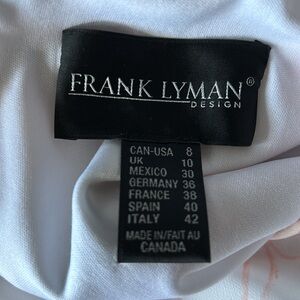 FRANK LYMAN®
DESIGN
CAN-USA 8
UK 10
MEXICO 30
GERMANY 36
FRANCE 38
SPAIN 40
ITALY 42
MADE IN/FAIT AU
CANADA